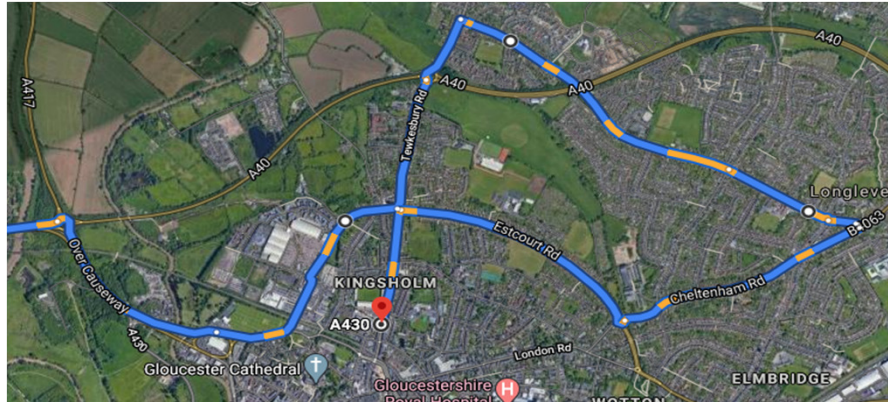 A417
A40
A40
A40
A40
Tewkesbury Rd
Longleve
Over Causeway
Estcourt Rd
Cheltenham Rd
KINGSHOLM
A430
A430
Gloucester Cathedral
London Rd
ELMBRIDGE
Gloucestershire
Royal Hospital
H
WOTTON